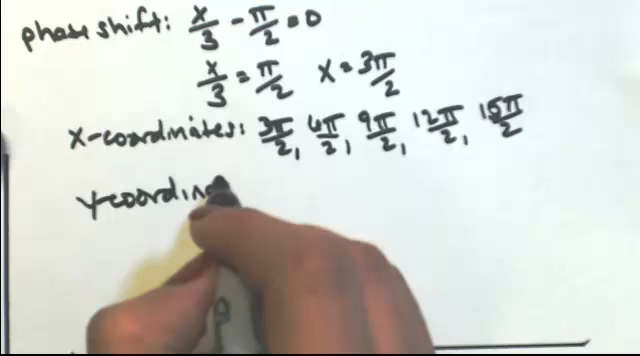 phase shift: x/3 - π/2 = 0
x/3 = π/2 x = 3π/2
x-coordinates: 3π/2, 6π/2, 9π/2, 12π/2, 15π/2
y-coordin